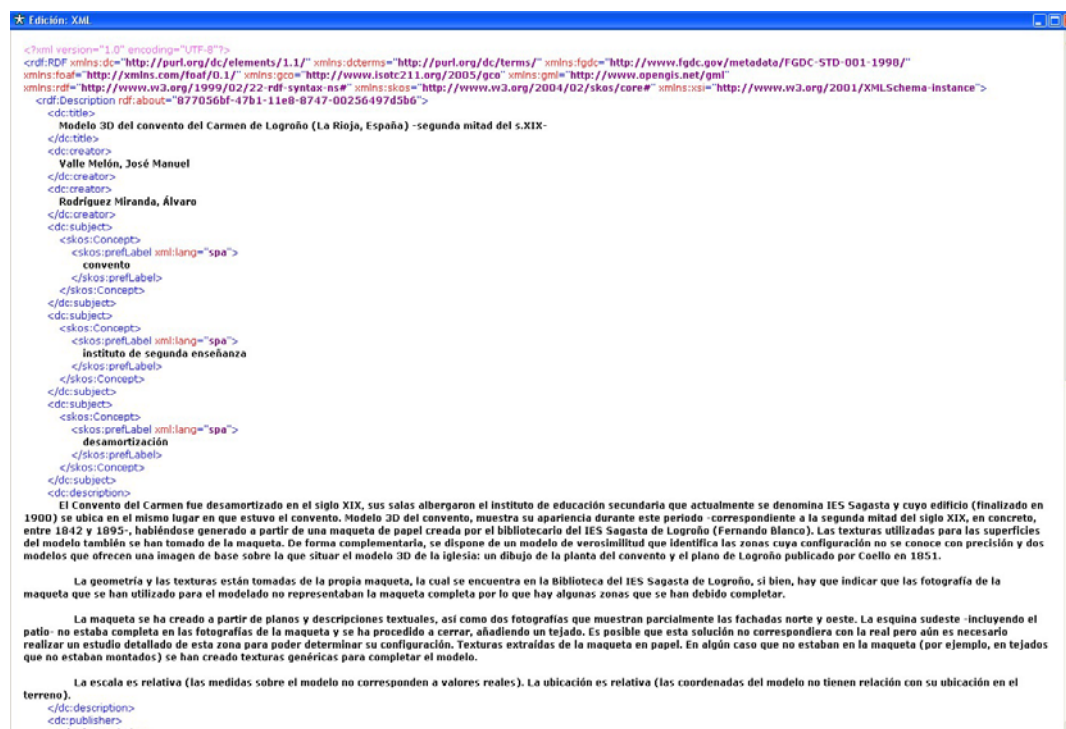 Edición: XML
<?xml version="1.0" encoding="UTF-8"?>
<rdf:RDF xmlns:dc="http://purl.org/dc/elements/1.1/" xmlns:dcterms="http://purl.org/dc/terms/" xmlns:fgdc="http://www.fgdc.gov/metadata/FGDC-STD-001-1998/"
xmlns:foaf="http://xmlns.com/foaf/0.1/" xmlns:gco="http://www.isotc211.org/2005/gco" xmlns:gml="http://www.opengis.net/gml"
xmlns:rdf="http://www.w3.org/1999/02/22-rdf-syntax-ns#" xmlns:skos="http://www.w3.org/2004/02/skos/core#" xmlns:xsi="http://www.w3.org/2001/XMLSchema-instance">
<rdf:Description rdf:about="877056bf-47b1-11e8-8747-00256497d5b6">
<dc:title>
Modelo 3D del convento del Carmen de Logroño (La Rioja, España) -segunda mitad del s.XIX-
</dc:title>
<dc:creator>
Valle Melón, José Manuel
</dc:creator>
<dc:creator>
Rodríguez Miranda, Álvaro
</dc:creator>
<dc:subject>
<skos:Concept>
<skos:prefLabel xml:lang="spa">
convento
</skos:prefLabel>
</skos:Concept>
</dc:subject>
<dc:subject>
<skos:Concept>
<skos:prefLabel xml:lang="spa">
instituto de segunda enseñanza
</skos:prefLabel>
</skos:Concept>
</dc:subject>
<dc:subject>
<skos:Concept>
<skos:prefLabel xml:lang="spa">
desamortización
</skos:prefLabel>
</skos:Concept>
</dc:subject>
<dc:description>
El Convento del Carmen fue desamortizado en el siglo XIX, sus salas albergaron el instituto de educación secundaria que actualmente se denomina IES Sagasta y cuyo edificio (finalizado en
1900) se ubica en el mismo lugar en que estuvo el convento. Modelo 3D del convento, muestra su apariencia durante este periodo -correspondiente a la segunda mitad del siglo XIX, en concreto,
entre 1842 y 1895-, habiéndose generado a partir de una maqueta de papel creada por el bibliotecario del IES Sagasta de Logroño (Fernando Blanco). Las texturas utilizadas para las superficies
del modelo también se han tomado de la maqueta. De forma complementaria, se dispone de un modelo de verosimilitud que identifica las zonas cuya configuración no se conoce con precisión y dos
modelos que ofrecen una imagen de base sobre la que situar el modelo 3D de la iglesia: un dibujo de la planta del convento y el plano de Logroño publicado por Coello en 1851.
La geometría y las texturas están tomadas de la propia maqueta, la cual se encuentra en la Biblioteca del IES Sagasta de Logroño, si bien, hay que indicar que las fotografía de la
maqueta que se han utilizado para el modelado no representaban la maqueta completa por lo que hay algunas zonas que se han debido completar.
La maqueta se ha creado a partir de planos y descripciones textuales, así como dos fotografías que muestran parcialmente las fachadas norte y oeste. La esquina sudeste -incluyendo el
patio- no estaba completa en las fotografías de la maqueta y se ha procedido a cerrar, añadiendo un tejado. Es posible que esta solución no correspondiera con la real pero aún es necesario
realizar un estudio detallado de esta zona para poder determinar su configuración. Texturas extraídas de la maqueta en papel. En algún caso que no estaban en la maqueta (por ejemplo, en tejados
que no estaban montados) se han creado texturas genéricas para completar el modelo.
La escala es relativa (las medidas sobre el modelo no corresponden a valores reales). La ubicación es relativa (las coordenadas del modelo no tienen relación con su ubicación en el
terreno).
</dc:description>
<dc:publisher>